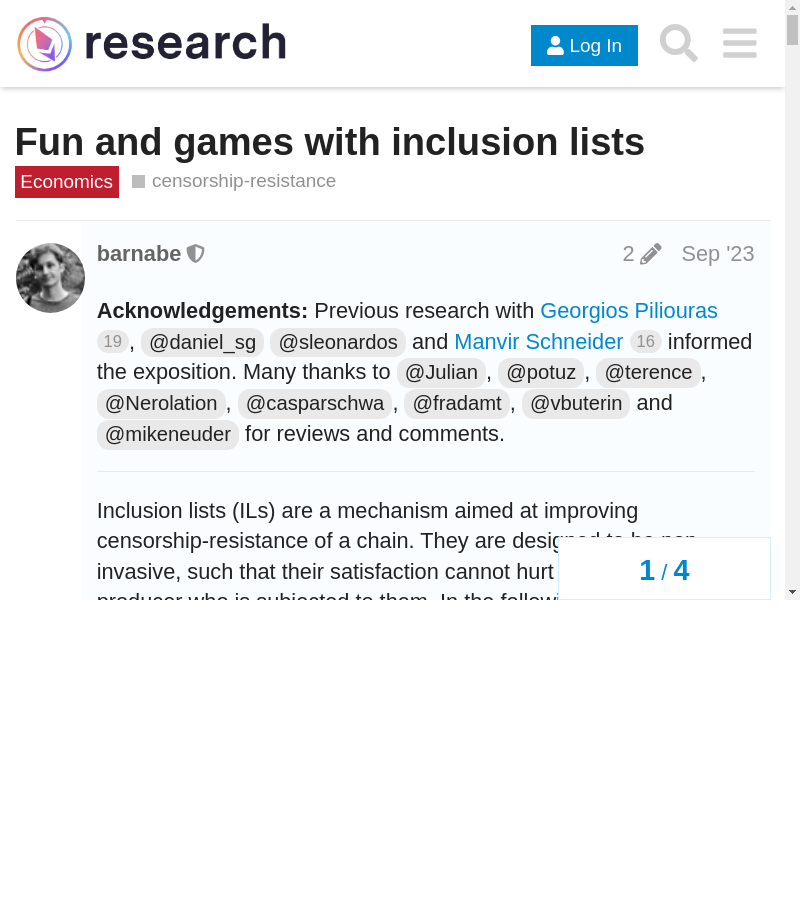 research
Log In
Fun and games with inclusion lists
Economics censorship-resistance
barnabe 2 Sep '23
Acknowledgements: Previous research with Georgios Piliouras
19, @daniel_sg @sleonardos and Manvir Schneider 16 informed
the exposition. Many thanks to @Julian, @potuz, @terence,
@Nerolation, @casparschwa, @fradamt, @vbuterin and
@mikeneuder for reviews and comments.
Inclusion lists (ILs) are a mechanism aimed at improving
censorship-resistance of a chain. They are designed to be non-
invasive, such that their satisfaction cannot hurt
producer who is subjected to them. In the
1 / 4